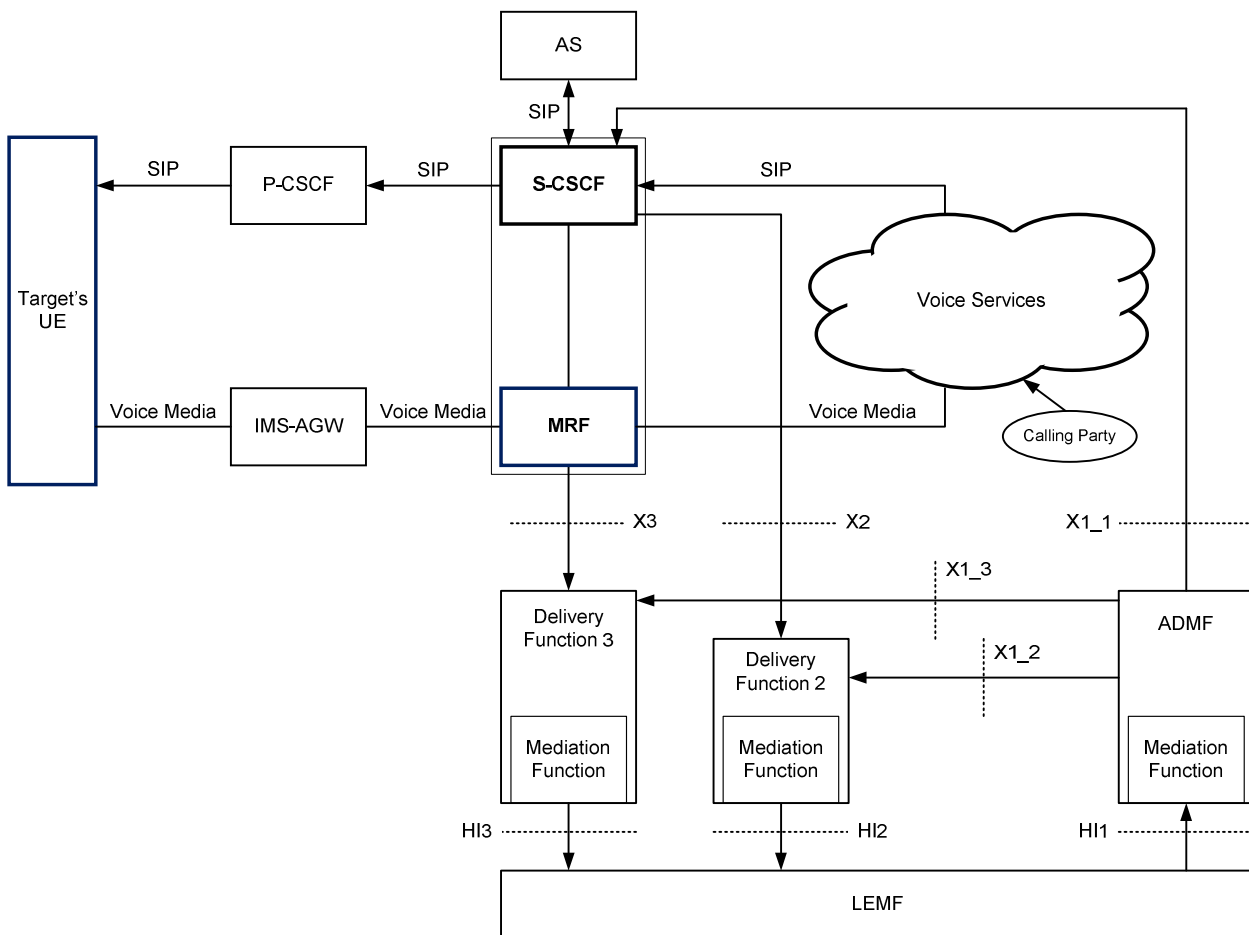 AS
SIP
SIP
P-CSCF
SIP
S-CSCF
SIP
Target's
UE
Voice Services
Voice Media
IMS-AGW
Voice Media
MRF
Voice Media
Calling Party
X3
X2
X1_1
X1_3
Delivery
Function 3
ADMF
X1_2
Delivery
Function 2
Mediation
Function
Mediation
Function
Mediation
Function
HI3
HI2
HI1
LEMF